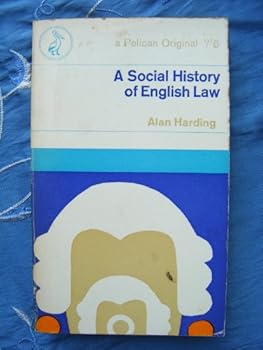 a Pelican Original 7/6
A Social History
of English Law
Alan Harding